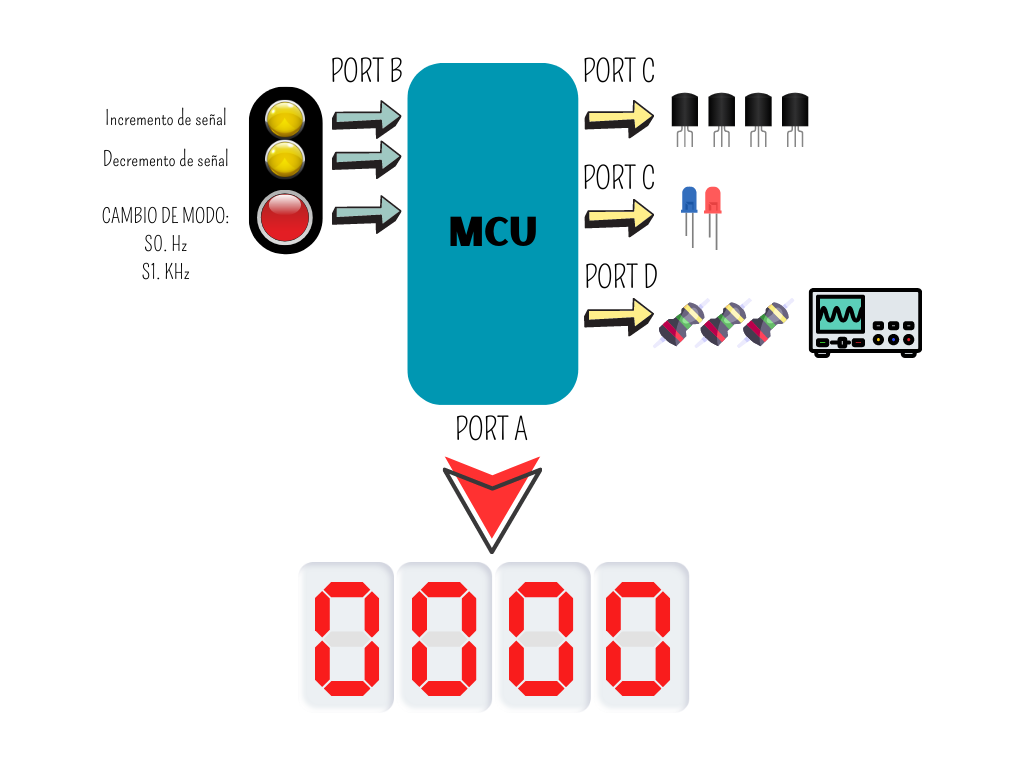 PORT B
PORT C
Incremento de señal
Decremento de señal
PORT C
CAMBIO DE MODO:
S0. Hz
S1. KHz
MCU
PORT D
PORT A
0000